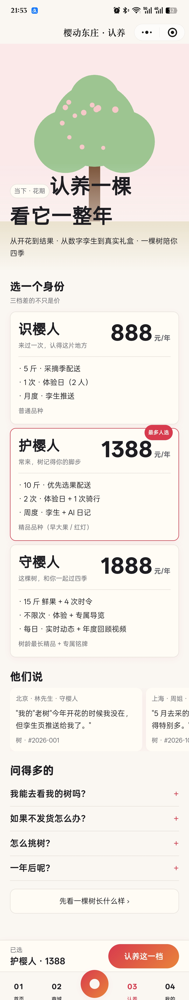 21:53 支 5G 4G 32
樱动东庄 · 认养
当下 · 花期 认养一棵
看它一整年
从开花到结果 · 从数字孪生到真实礼盒 · 一棵树陪你
四季
选一个身份
三档差的不只是价
识樱人 888 元/年
来过一次，认得这片地方
· 5 斤 · 采摘季配送
· 1 次 · 体验日（2 人）
· 月度 · 孪生推送
普通品种
最多人选
护樱人 1388 元/年
常来，树记得你的脚步
· 10 斤 · 优先选果配送
· 2 次 · 体验日 + 1 次骑行
· 周度 · 孪生 + AI 日记
精品品种（早大果 / 红灯）
守樱人 1888 元/年
这棵树，和你一起过四季
· 15 斤 鲜果 + 4 次时令
· 不限次 · 体验 + 专属导览
· 每日 · 实时动态 + 年度回顾视频
树龄最长精品 + 专属铭牌
他们说
北京 · 林先生 · 守樱人
"我的"老树"今年开花的时候我没在，
但孪生页推送给我了。"
树 · #2026-001
上海 · 周姐 ·
"5 月去采的
得特别多。"
树 · #2026-10
问得多的
我能去看我的树吗？ +
如果不发货怎么办？ +
怎么挑树？ +
一年后呢？ +
先看一棵树长什么样 ›
已选
护樱人 · 1388
认养这一档
01 02 03 04
首页 商城 认养 我的